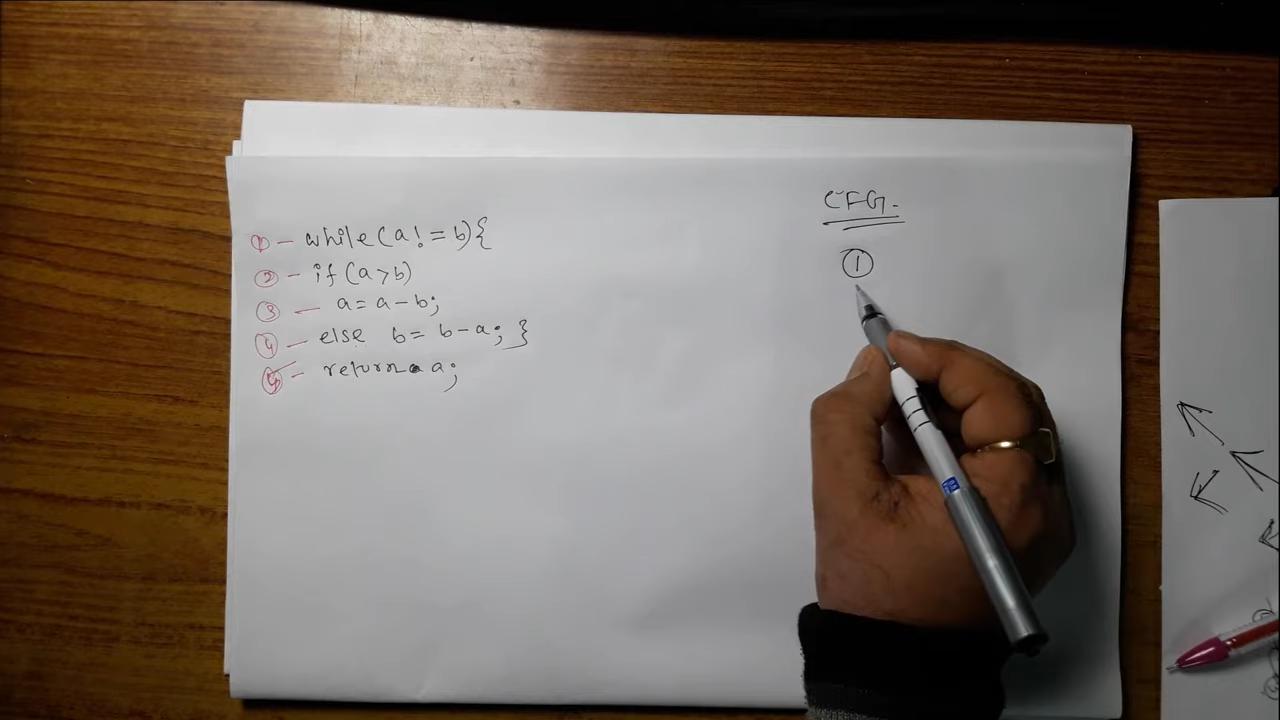 ① - while(a! = b){
② - if(a>b)
③ - a= a-b;
④ - else b= b-a; }
⑤ - return a;
CFG.
①